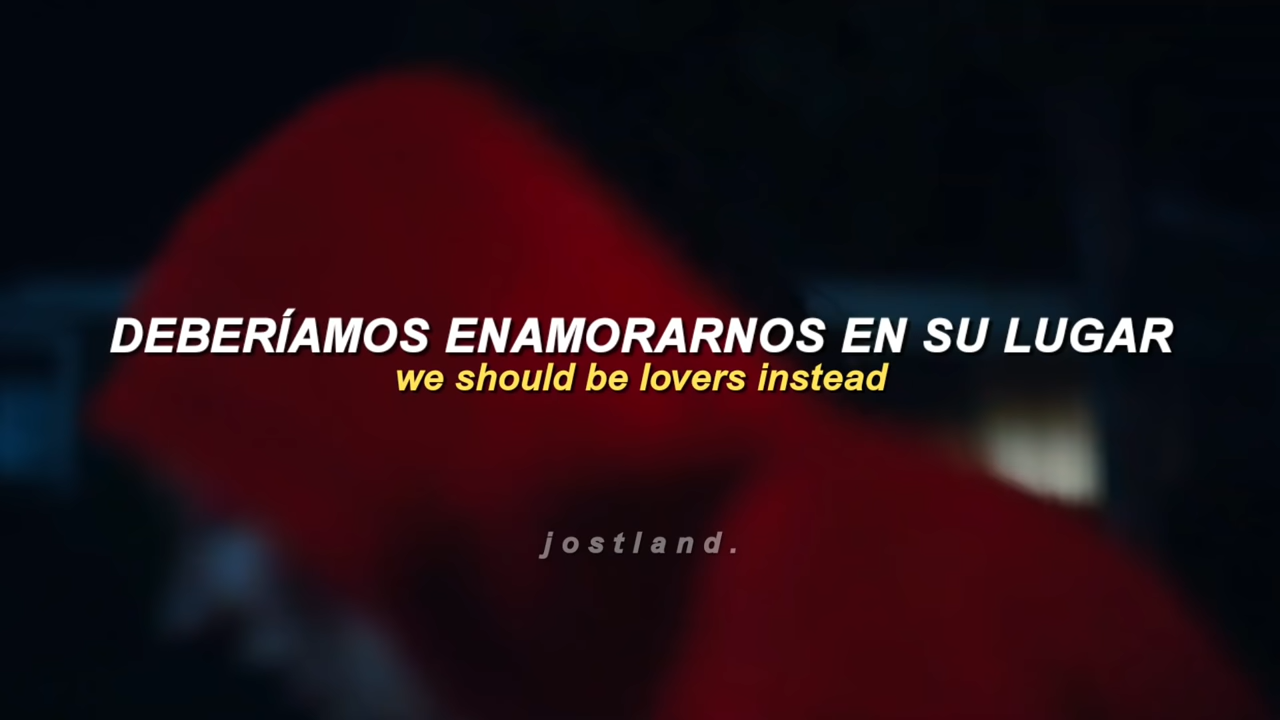 DEBERÍAMOS ENAMORARNOS EN SU LUGAR
we should be lovers instead
jostland.